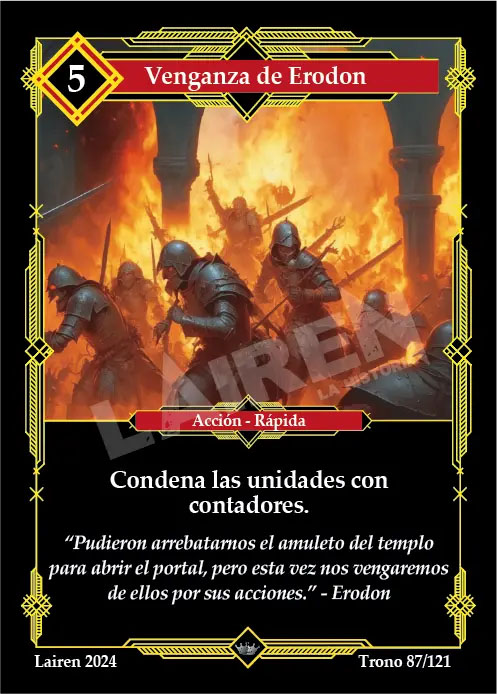 5
Venganza de Erodon
LAIREN
LA HISTORIA
Acción - Rápida
Condena las unidades con
contadores.
“Pudieron arrebatarnos el amuleto del templo
para abrir el portal, pero esta vez nos vengaremos
de ellos por sus acciones.” - Erodon
Lairen 2024
Trono 87/121